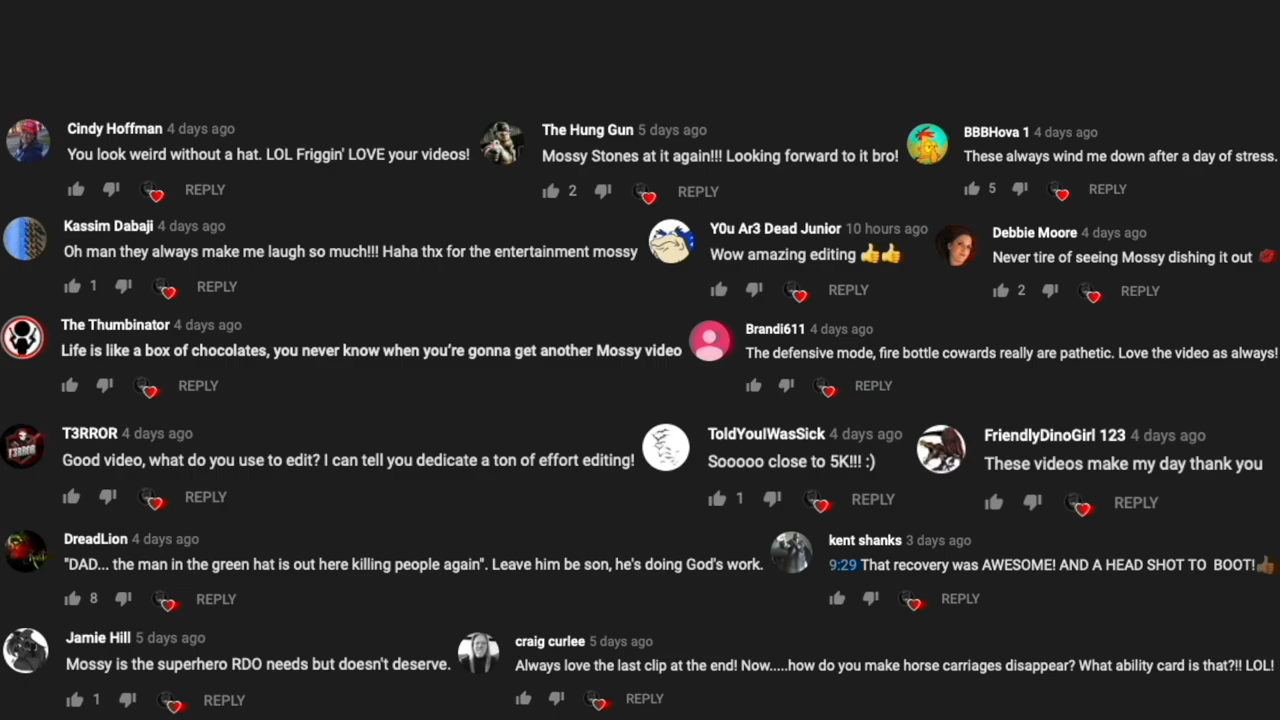 Cindy Hoffman 4 days ago
You look weird without a hat. LOL Friggin' LOVE your videos!
REPLY
The Hung Gun 5 days ago
Mossy Stones at it again!!! Looking forward to it bro!
2 REPLY
BBBHova 1 4 days ago
These always wind me down after a day of stress.
5 REPLY
Kassim Dabaji 4 days ago
Oh man they always make me laugh so much!!! Haha thx for the entertainment mossy
1 REPLY
Y0u Ar3 Dead Junior 10 hours ago
Wow amazing editing 👍👍
REPLY
Debbie Moore 4 days ago
Never tire of seeing Mossy dishing it out 💋
2 REPLY
The Thumbinator 4 days ago
Life is like a box of chocolates, you never know when you're gonna get another Mossy video
REPLY
Brandi611 4 days ago
The defensive mode, fire bottle cowards really are pathetic. Love the video as always!
REPLY
T3RROR
T3RROR 4 days ago
Good video, what do you use to edit? I can tell you dedicate a ton of effort editing!
REPLY
ToldYouIWasSick 4 days ago
Sooooo close to 5K!!! :)
1 REPLY
FriendlyDinoGirl 123 4 days ago
These videos make my day thank you
REPLY
DreadLion 4 days ago
"DAD... the man in the green hat is out here killing people again". Leave him be son, he's doing God's work.
8 REPLY
kent shanks 3 days ago
9:29 That recovery was AWESOME! AND A HEAD SHOT TO BOOT!👍
REPLY
Jamie Hill 5 days ago
Mossy is the superhero RDO needs but doesn't deserve.
1 REPLY
craig curlee 5 days ago
Always love the last clip at the end! Now.....how do you make horse carriages disappear? What ability card is that?!! LOL!
REPLY